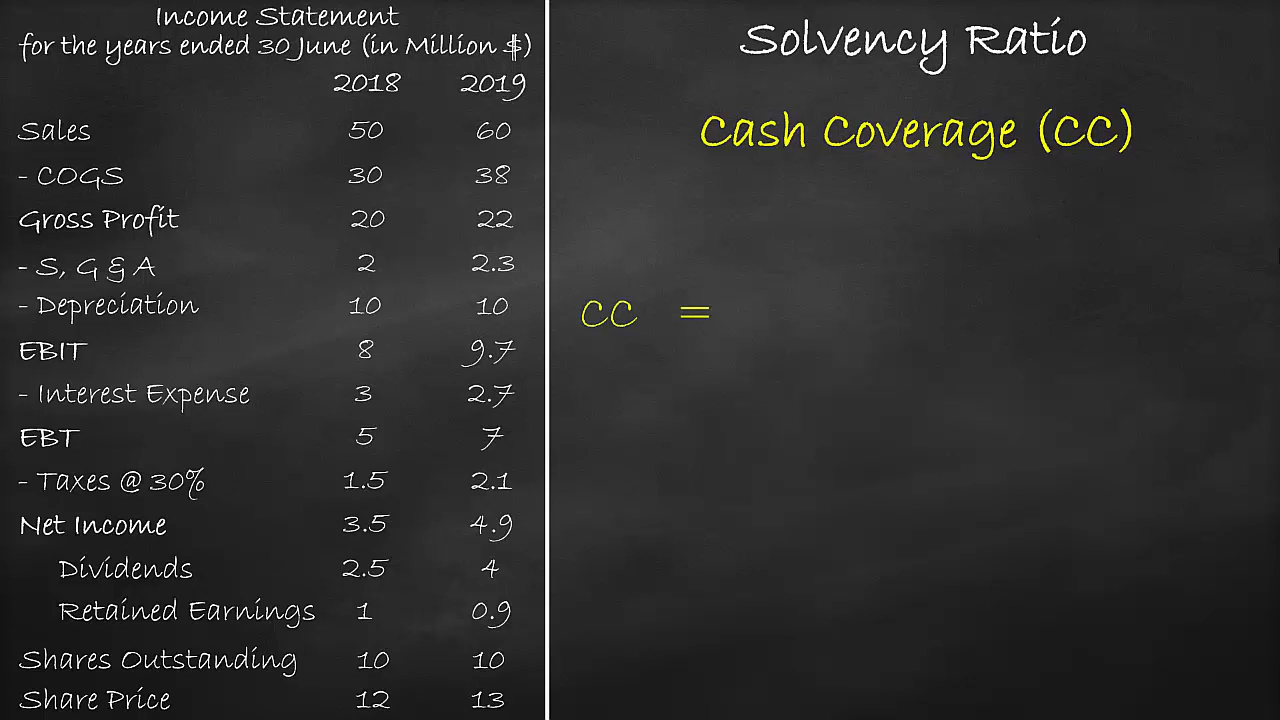 Income Statement
for the years ended 30 June (in Million $)
2018 2019
Sales 50 60
- COGS 30 38
Gross Profit 20 22
- S, G & A 2 2.3
- Depreciation 10 10
EBIT 8 9.7
- Interest Expense 3 2.7
EBT 5 7
- Taxes @ 30% 1.5 2.1
Net Income 3.5 4.9
Dividends 2.5 4
Retained Earnings 1 0.9
Shares Outstanding 10 10
Share Price 12 13
Solvency Ratio
Cash Coverage (CC)
CC =